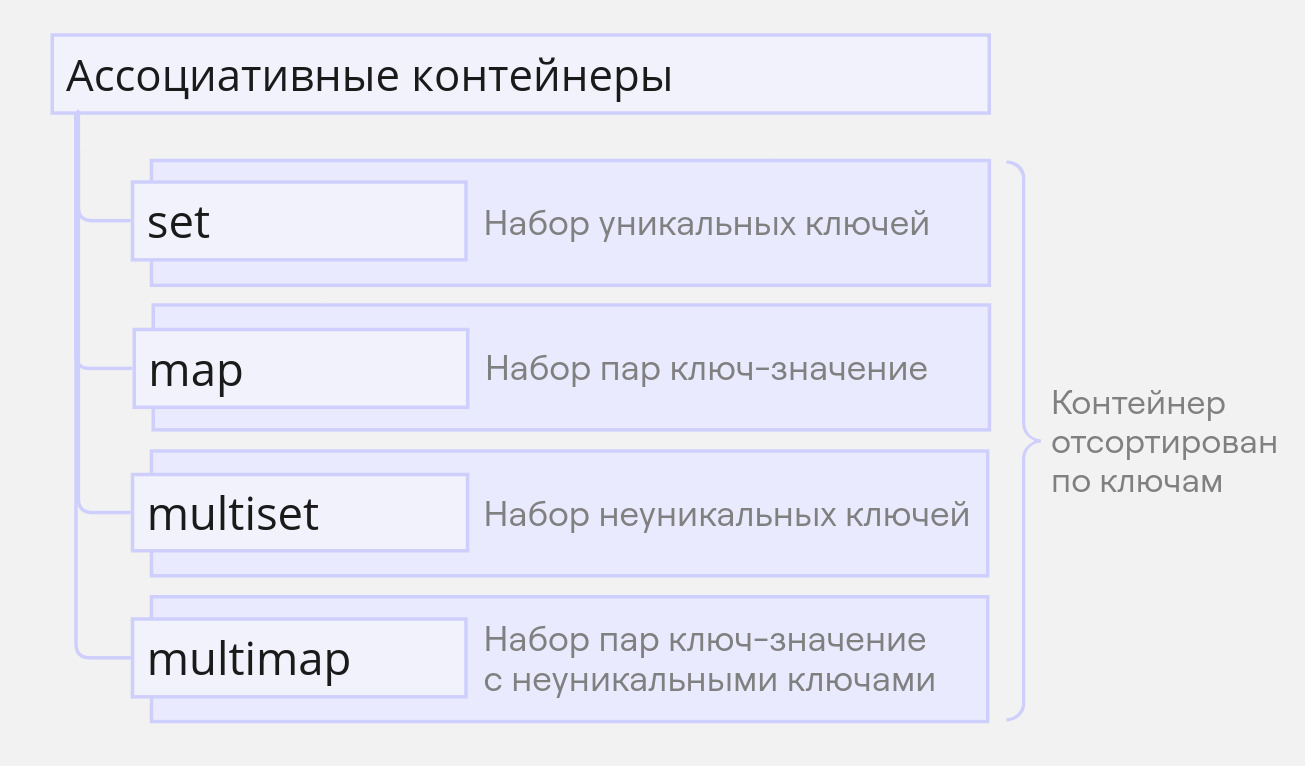 Ассоциативные контейнеры
set
Набор уникальных ключей
map
Набор пар ключ-значение
multiset
Набор неуникальных ключей
multimap
Набор пар ключ-значение
с неуникальными ключами
Контейнер
отсортирован
по ключам